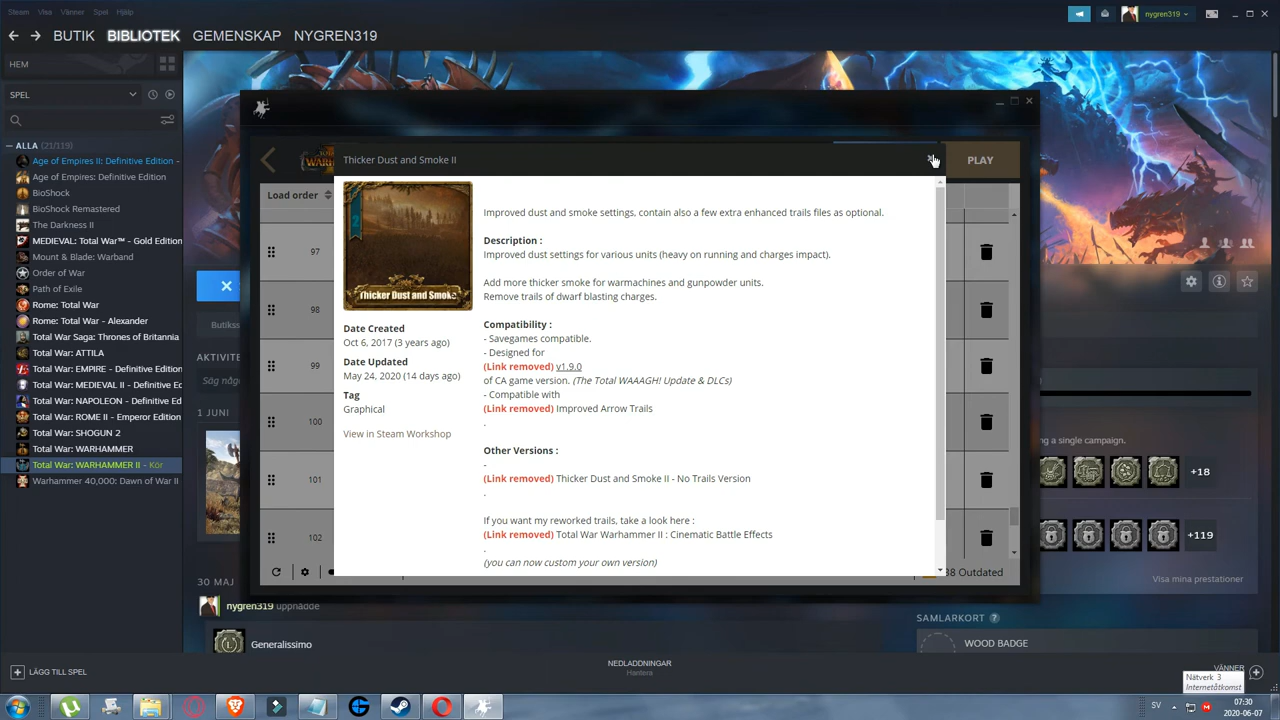 Steam Visa Vänner Spel Hjälp
nygren319
BUTIK BIBLIOTEK GEMENSKAP NYGREN319
HEM
SPEL
ALLA (21/119)
Age of Empires II: Definitive Edition -
Age of Empires: Definitive Edition
BioShock
BioShock Remastered
The Darkness II
MEDIEVAL: Total War™ - Gold Edition
Mount & Blade: Warband
Order of War
Path of Exile
Rome: Total War
Rome: Total War - Alexander
Total War Saga: Thrones of Britannia
Total War: ATTILA
Total War: EMPIRE - Definitive Edition
Total War: MEDIEVAL II - Definitive Ed
Total War: NAPOLEON - Definitive Ed
Total War: ROME II - Emperor Edition
Total War: SHOGUN 2
Total War: WARHAMMER
Total War: WARHAMMER II - Kör
Warhammer 40,000: Dawn of War II
LÄGG TILL SPEL
Butikss
AKTIVITE
Säg någo
1 JUNI
30 MAJ
nygren319 uppnådde
Generalissimo
Thicker Dust and Smoke II
PLAY
Load order
97
98
99
100
101
102
2
Thicker Dust and Smoke
Date Created
Oct 6, 2017 (3 years ago)
Date Updated
May 24, 2020 (14 days ago)
Tag
Graphical
View in Steam Workshop
Improved dust and smoke settings, contain also a few extra enhanced trails files as optional.
Description :
Improved dust settings for various units (heavy on running and charges impact).
Add more thicker smoke for warmachines and gunpowder units.
Remove trails of dwarf blasting charges.
Compatibility :
- Savegames compatible.
- Designed for
(Link removed) v1.9.0
of CA game version. (The Total WAAAGH! Update & DLCs)
- Compatible with
(Link removed) Improved Arrow Trails
.
Other Versions :
-
(Link removed) Thicker Dust and Smoke II - No Trails Version
.
If you want my reworked trails, take a look here :
(Link removed) Total War Warhammer II : Cinematic Battle Effects
.
(you can now custom your own version)
38 Outdated
ng a single campaign.
+18
+119
Visa mina prestationer
SAMLARKORT ?
WOOD BADGE
NEDLADDNINGAR
Hantera
VÄNNER
Nätverk 3
Internetåtkomst
SV
07:30
2020-06-07